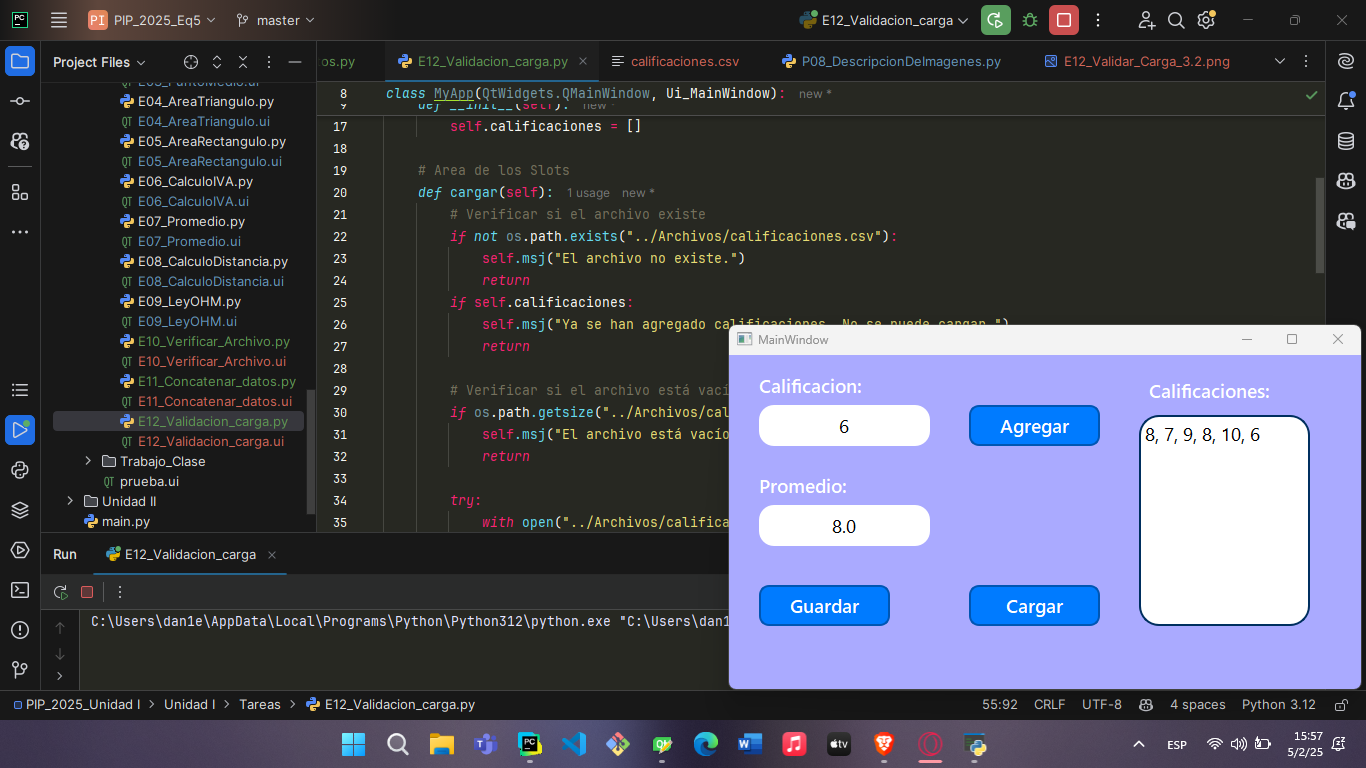 PC
PI PIP_2025_Eq5
master
E12_Validacion_carga
Project Files
os.py
E12_Validacion_carga.py
calificaciones.csv
P08_DescripcionDeImagenes.py
E12_Validar_Carga_3.2.png
E04_AreaTriangulo.py
E04_AreaTriangulo.ui
E05_AreaRectangulo.py
E05_AreaRectangulo.ui
E06_CalculoIVA.py
E06_CalculoIVA.ui
E07_Promedio.py
E07_Promedio.ui
E08_CalculoDistancia.py
E08_CalculoDistancia.ui
E09_LeyOHM.py
E09_LeyOHM.ui
E10_Verificar_Archivo.py
E10_Verificar_Archivo.ui
E11_Concatenar_datos.py
E11_Concatenar_datos.ui
E12_Validacion_carga.py
E12_Validacion_carga.ui
Trabajo_Clase
prueba.ui
Unidad II
main.py
8 class MyApp(QtWidgets.QMainWindow, Ui_MainWindow): new *
9 def __init__(self): new *
17 self.calificaciones = []
18
19 # Area de los Slots
20 def cargar(self): 1 usage new *
21 # Verificar si el archivo existe
22 if not os.path.exists("../Archivos/calificaciones.csv"):
23 self.msj("El archivo no existe.")
24 return
25 if self.calificaciones:
26 self.msj("Ya se han agregado calificaciones. No se puede cargar.")
27 return
28
29 # Verificar si el archivo está vací
30 if os.path.getsize("../Archivos/cal
31 self.msj("El archivo está vacio
32 return
33
34 try:
35 with open("../Archivos/califica
MainWindow
Calificacion:
6
Agregar
Calificaciones:
8, 7, 9, 8, 10, 6
Promedio:
8.0
Guardar
Cargar
Run
E12_Validacion_carga
C:\Users\dan1e\AppData\Local\Programs\Python\Python312\python.exe "C:\Users\dan1
PIP_2025_Unidad I > Unidad I > Tareas > E12_Validacion_carga.py
55:92 CRLF UTF-8 4 spaces Python 3.12
ESP
15:57
5/2/25